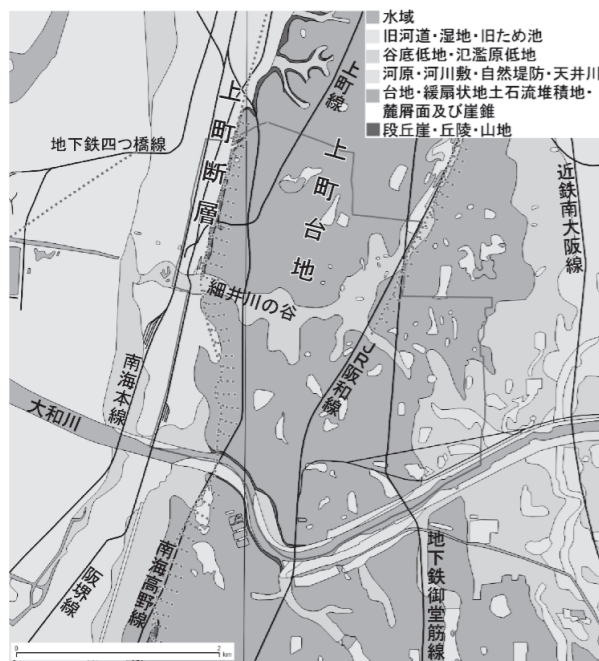 水域
旧河道・湿地・旧ため池
谷底低地・氾濫原低地
河原・河川敷・自然堤防・天井川
台地・緩扇状地土石流堆積地・
麓屑面及び崖錐
段丘崖・丘陵・山地
上町線
上町断層
上町台地
地下鉄四つ橋線
近鉄南大阪線
細井川の谷
JR阪和線
南海本線
大和川
阪堺線
南海高野線
地下鉄御堂筋線
0
2
km